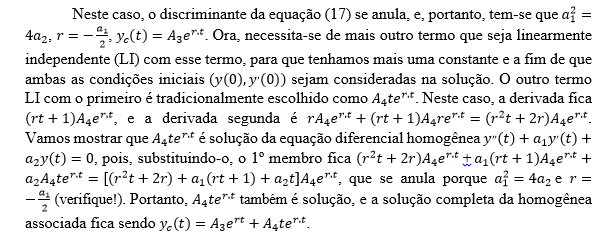 Neste caso, o discriminante da equação (17) se anula, e, portanto, tem-se que a₁² =
4a₂, r = −a₁/2, y_c(t) = A₃e^{r.t}. Ora, necessita-se de mais outro termo que seja linearmente
independente (LI) com esse termo, para que tenhamos mais uma constante e a fim de que
ambas as condições iniciais (y(0), y'(0)) sejam consideradas na solução. O outro termo
LI com o primeiro é tradicionalmente escolhido como A₄te^{r.t}. Neste caso, a derivada fica
(rt + 1)A₄e^{r.t}, e a derivada segunda é rA₄e^{r.t} + (rt + 1)A₄re^{r.t} = (r²t + 2r)A₄e^{r.t}.
Vamos mostrar que A₄te^{r.t} é solução da equação diferencial homogênea y''(t) + a₁y'(t) +
a₂y(t) = 0, pois, substituindo-o, o 1º membro fica (r²t + 2r)A₄e^{r.t} + a₁(rt + 1)A₄e^{r.t} +
a₂A₄te^{r.t} = [(r²t + 2r) + a₁(rt + 1) + a₂t]A₄e^{r.t}, que se anula porque a₁² = 4a₂ e r =
−a₁/2 (verifique!). Portanto, A₄te^{r.t} também é solução, e a solução completa da homogênea
associada fica sendo y_c(t) = A₃e^{rt} + A₄te^{r.t}.